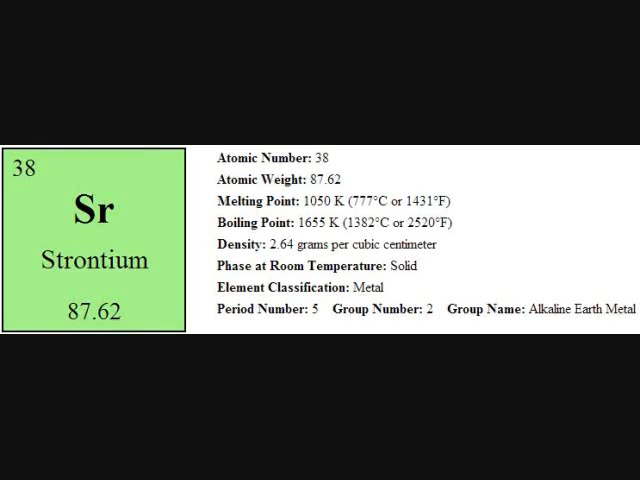 38
Sr
Strontium
87.62
Atomic Number: 38
Atomic Weight: 87.62
Melting Point: 1050 K (777°C or 1431°F)
Boiling Point: 1655 K (1382°C or 2520°F)
Density: 2.64 grams per cubic centimeter
Phase at Room Temperature: Solid
Element Classification: Metal
Period Number: 5 Group Number: 2 Group Name: Alkaline Earth Metal